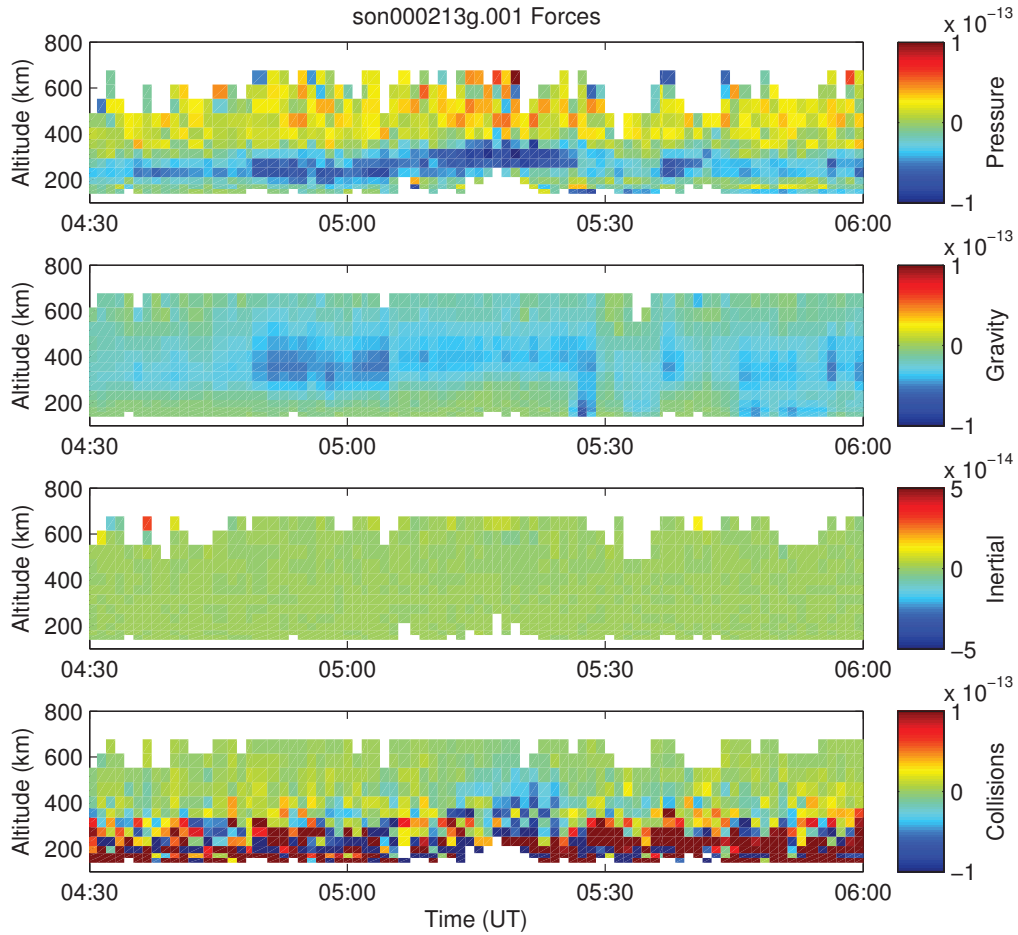 son000213g.001 Forces
x 10⁻¹³
800
600
400
200
Altitude (km)
04:30 05:00 05:30 06:00
1
0
−1
Pressure
x 10⁻¹³
800
600
400
200
Altitude (km)
04:30 05:00 05:30 06:00
1
0
−1
Gravity
x 10⁻¹⁴
800
600
400
200
Altitude (km)
04:30 05:00 05:30 06:00
5
0
−5
Inertial
x 10⁻¹³
800
600
400
200
Altitude (km)
04:30 05:00 05:30 06:00
1
0
−1
Collisions
Time (UT)